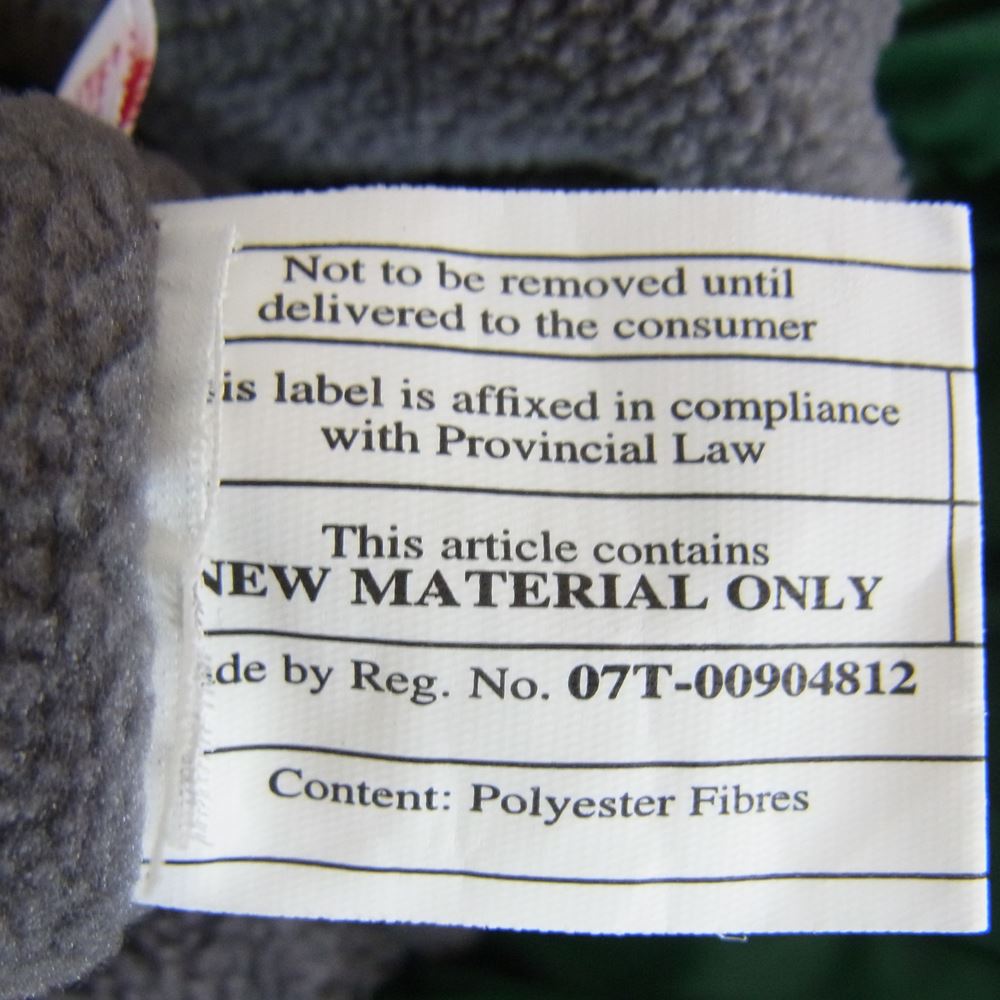 Not to be removed until
delivered to the consumer
is label is affixed in compliance
with Provincial Law
This article contains
NEW MATERIAL ONLY
de by Reg. No. 07T-00904812
Content: Polyester Fibres